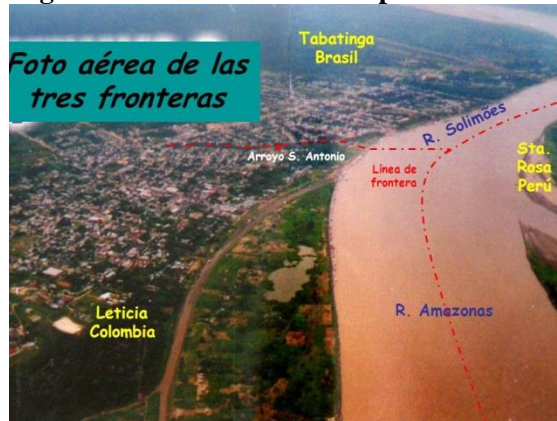 Foto aérea de las
tres fronteras
Tabatinga
Brasil
R. Solimões
Arroyo S. Antonio
Línea de
frontera
Sta.
Rosa
Perú
Leticia
Colombia
R. Amazonas